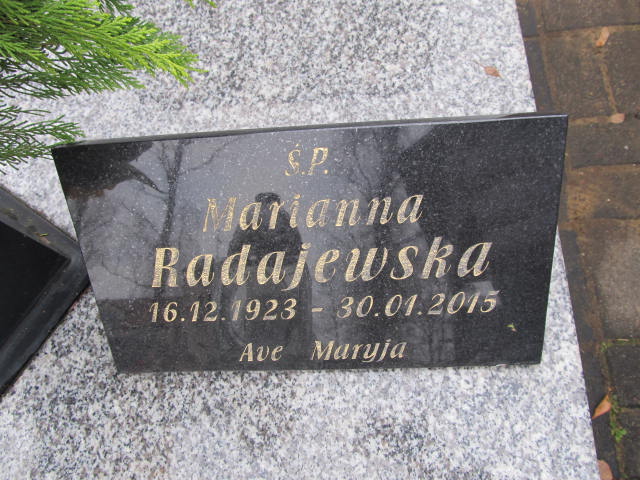 Ś.P.
Marianna
Radajewska
16.12.1923 - 30.01.2015
Ave Maryja